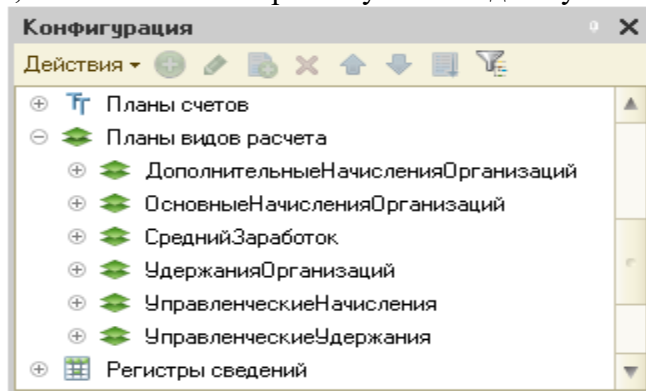 Конфигурация
Действия
Планы счетов
Планы видов расчета
ДополнительныеНачисленияОрганизаций
ОсновныеНачисленияОрганизаций
СреднийЗаработок
УдержанияОрганизаций
УправленческиеНачисления
УправленческиеУдержания
Регистры сведений